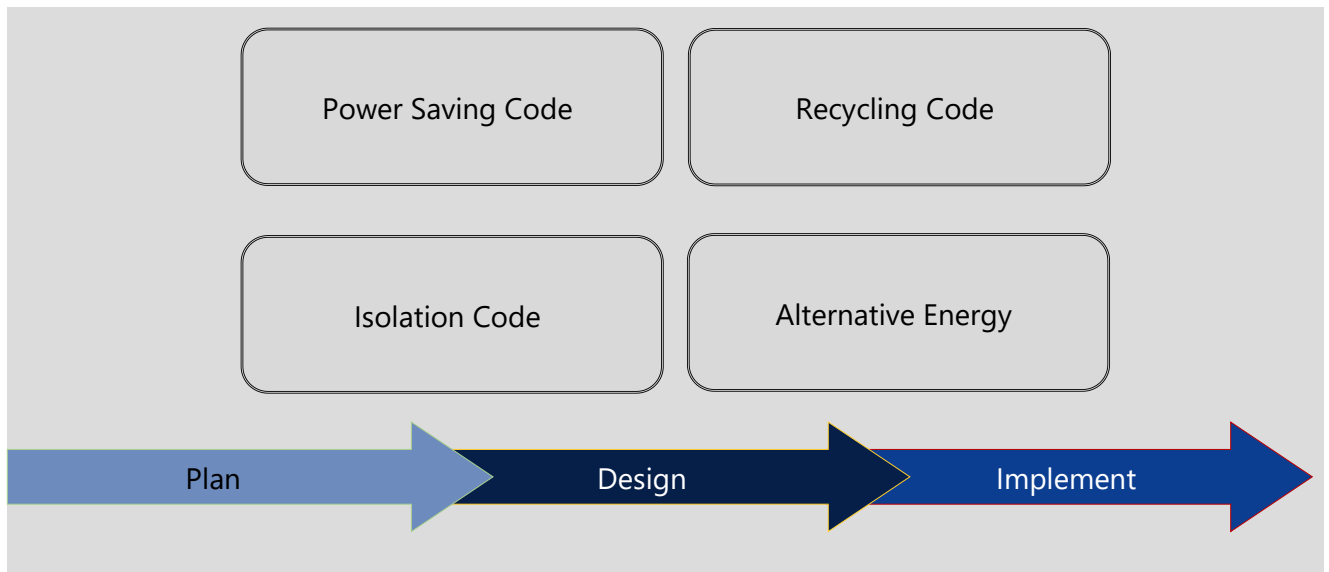 Power Saving Code
Recycling Code
Isolation Code
Alternative Energy
Plan
Design
Implement